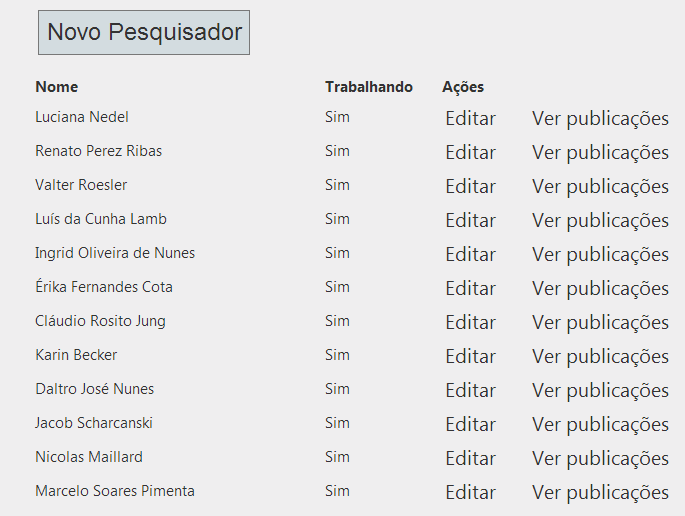 Novo Pesquisador
Nome Trabalhando Ações
Luciana Nedel Sim Editar Ver publicações
Renato Perez Ribas Sim Editar Ver publicações
Valter Roesler Sim Editar Ver publicações
Luís da Cunha Lamb Sim Editar Ver publicações
Ingrid Oliveira de Nunes Sim Editar Ver publicações
Érika Fernandes Cota Sim Editar Ver publicações
Cláudio Rosito Jung Sim Editar Ver publicações
Karin Becker Sim Editar Ver publicações
Daltro José Nunes Sim Editar Ver publicações
Jacob Scharcanski Sim Editar Ver publicações
Nicolas Maillard Sim Editar Ver publicações
Marcelo Soares Pimenta Sim Editar Ver publicações